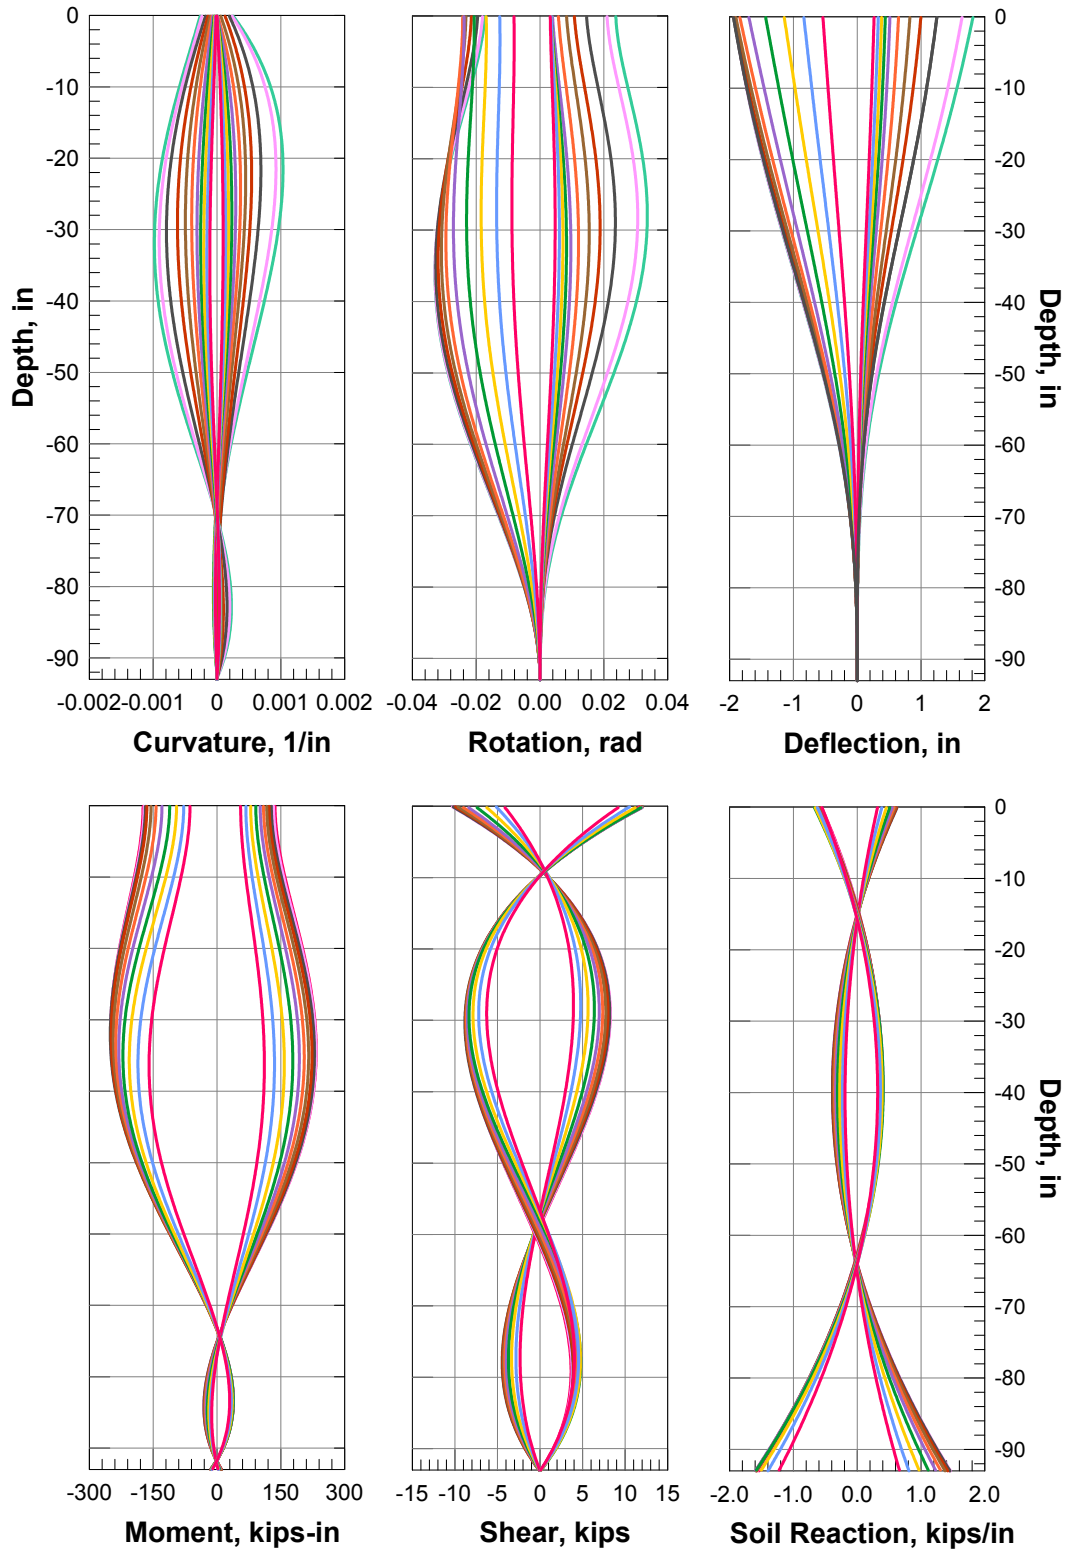 0
-10
-20
-30
-40
-50
-60
-70
-80
-90
Depth, in
-0.002 -0.001 0 0.001 0.002
Curvature, 1/in
-0.04 -0.02 0.00 0.02 0.04
Rotation, rad
0
-10
-20
-30
-40
-50
-60
-70
-80
-90
Depth, in
-2 -1 0 1 2
Deflection, in
-300 -150 0 150 300
Moment, kips-in
-15 -10 -5 0 5 10 15
Shear, kips
0
-10
-20
-30
-40
-50
-60
-70
-80
-90
Depth, in
-2.0 -1.0 0.0 1.0 2.0
Soil Reaction, kips/in